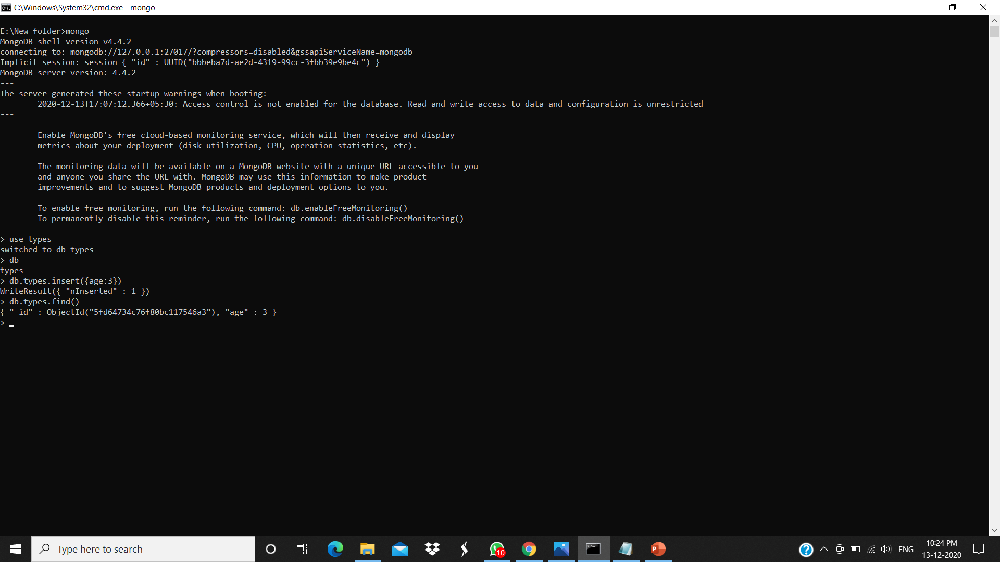 C:\Windows\System32\cmd.exe - mongo
E:\New folder>mongo
MongoDB shell version v4.4.2
connecting to: mongodb://127.0.0.1:27017/?compressors=disabled&gssapiServiceName=mongodb
Implicit session: session { "id" : UUID("bbbeba7d-ae2d-4319-99cc-3fbb39e9be4c") }
MongoDB server version: 4.4.2
---
The server generated these startup warnings when booting:
2020-12-13T17:07:12.366+05:30: Access control is not enabled for the database. Read and write access to data and configuration is unrestricted
---
---
Enable MongoDB's free cloud-based monitoring service, which will then receive and display
metrics about your deployment (disk utilization, CPU, operation statistics, etc).
The monitoring data will be available on a MongoDB website with a unique URL accessible to you
and anyone you share the URL with. MongoDB may use this information to make product
improvements and to suggest MongoDB products and deployment options to you.
To enable free monitoring, run the following command: db.enableFreeMonitoring()
To permanently disable this reminder, run the following command: db.disableFreeMonitoring()
---
> use types
switched to db types
> db
types
> db.types.insert({age:3})
WriteResult({ "nInserted" : 1 })
> db.types.find()
{ "_id" : ObjectId("5fd64734c76f80bc117546a3"), "age" : 3 }
>
Type here to search
10
ENG
10:24 PM
13-12-2020